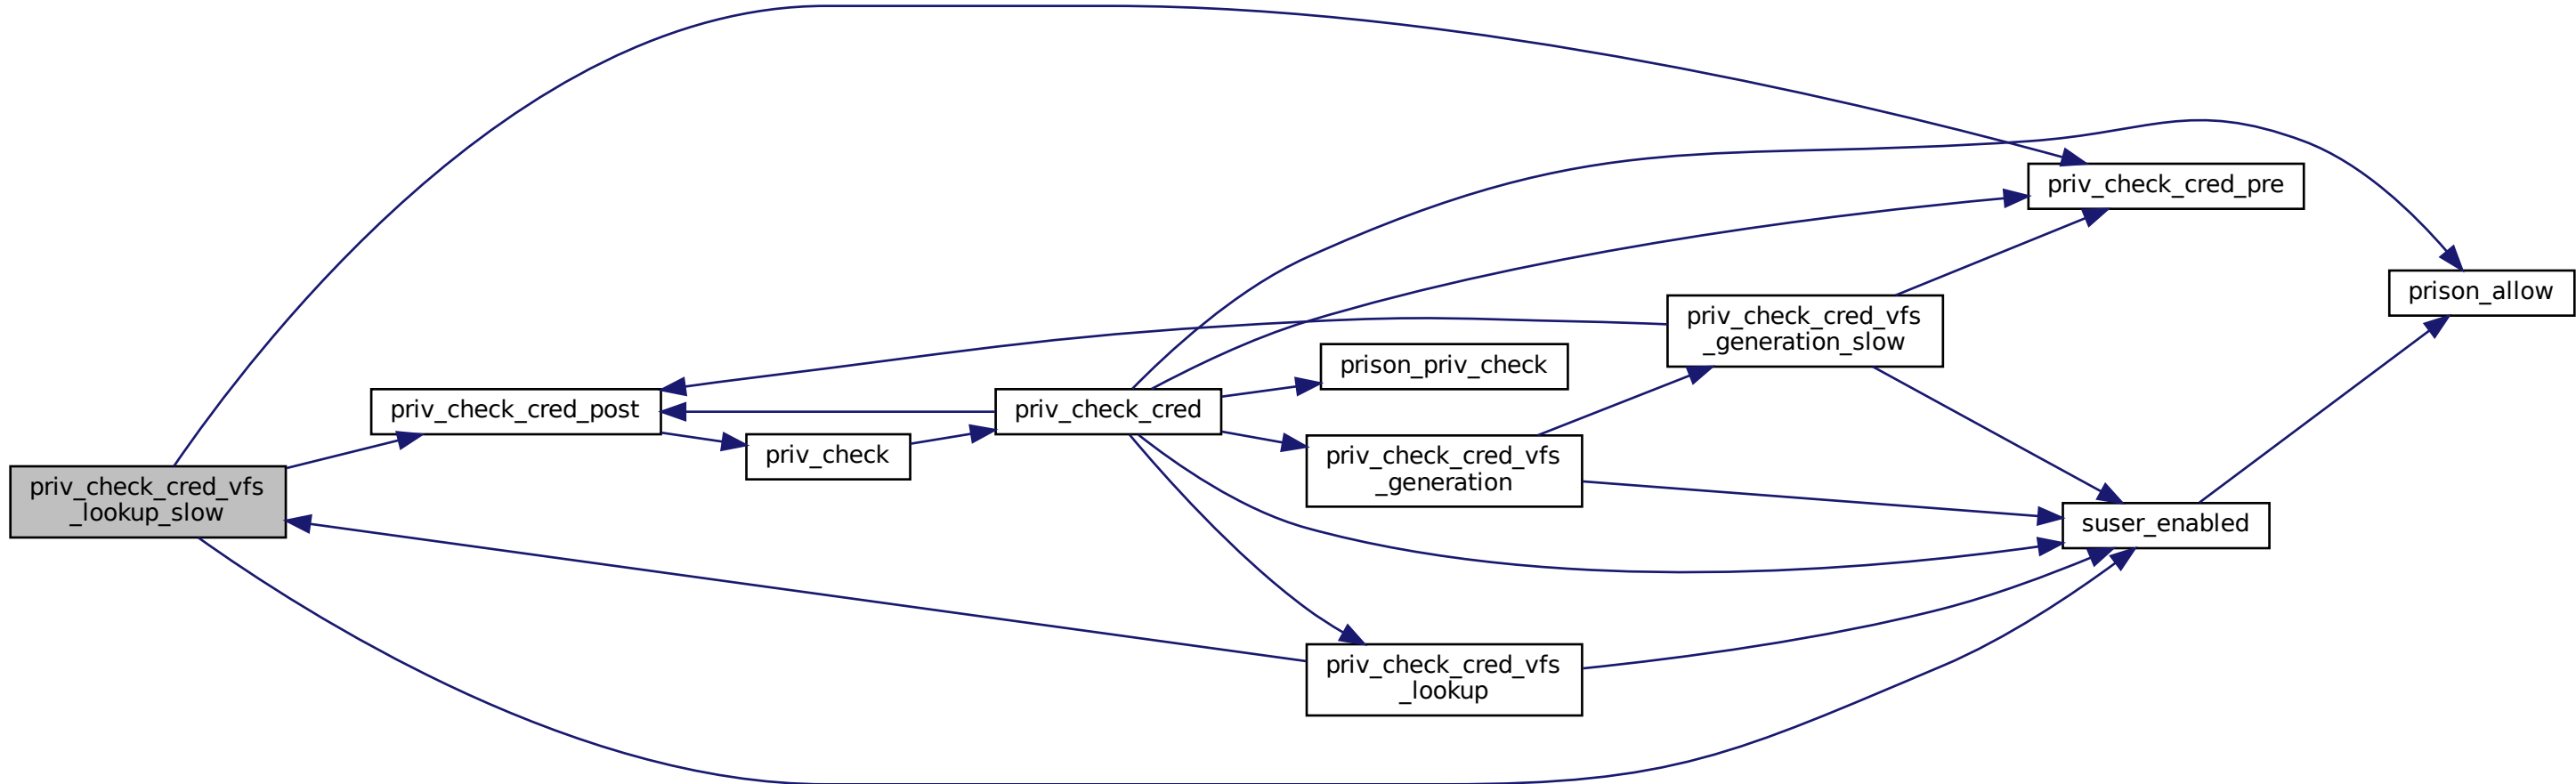 priv_check_cred_pre
prison_allow
priv_check_cred_vfs
_generation_slow
prison_priv_check
priv_check_cred_post
priv_check_cred
priv_check
priv_check_cred_vfs
_generation
priv_check_cred_vfs
_lookup_slow
suser_enabled
priv_check_cred_vfs
_lookup